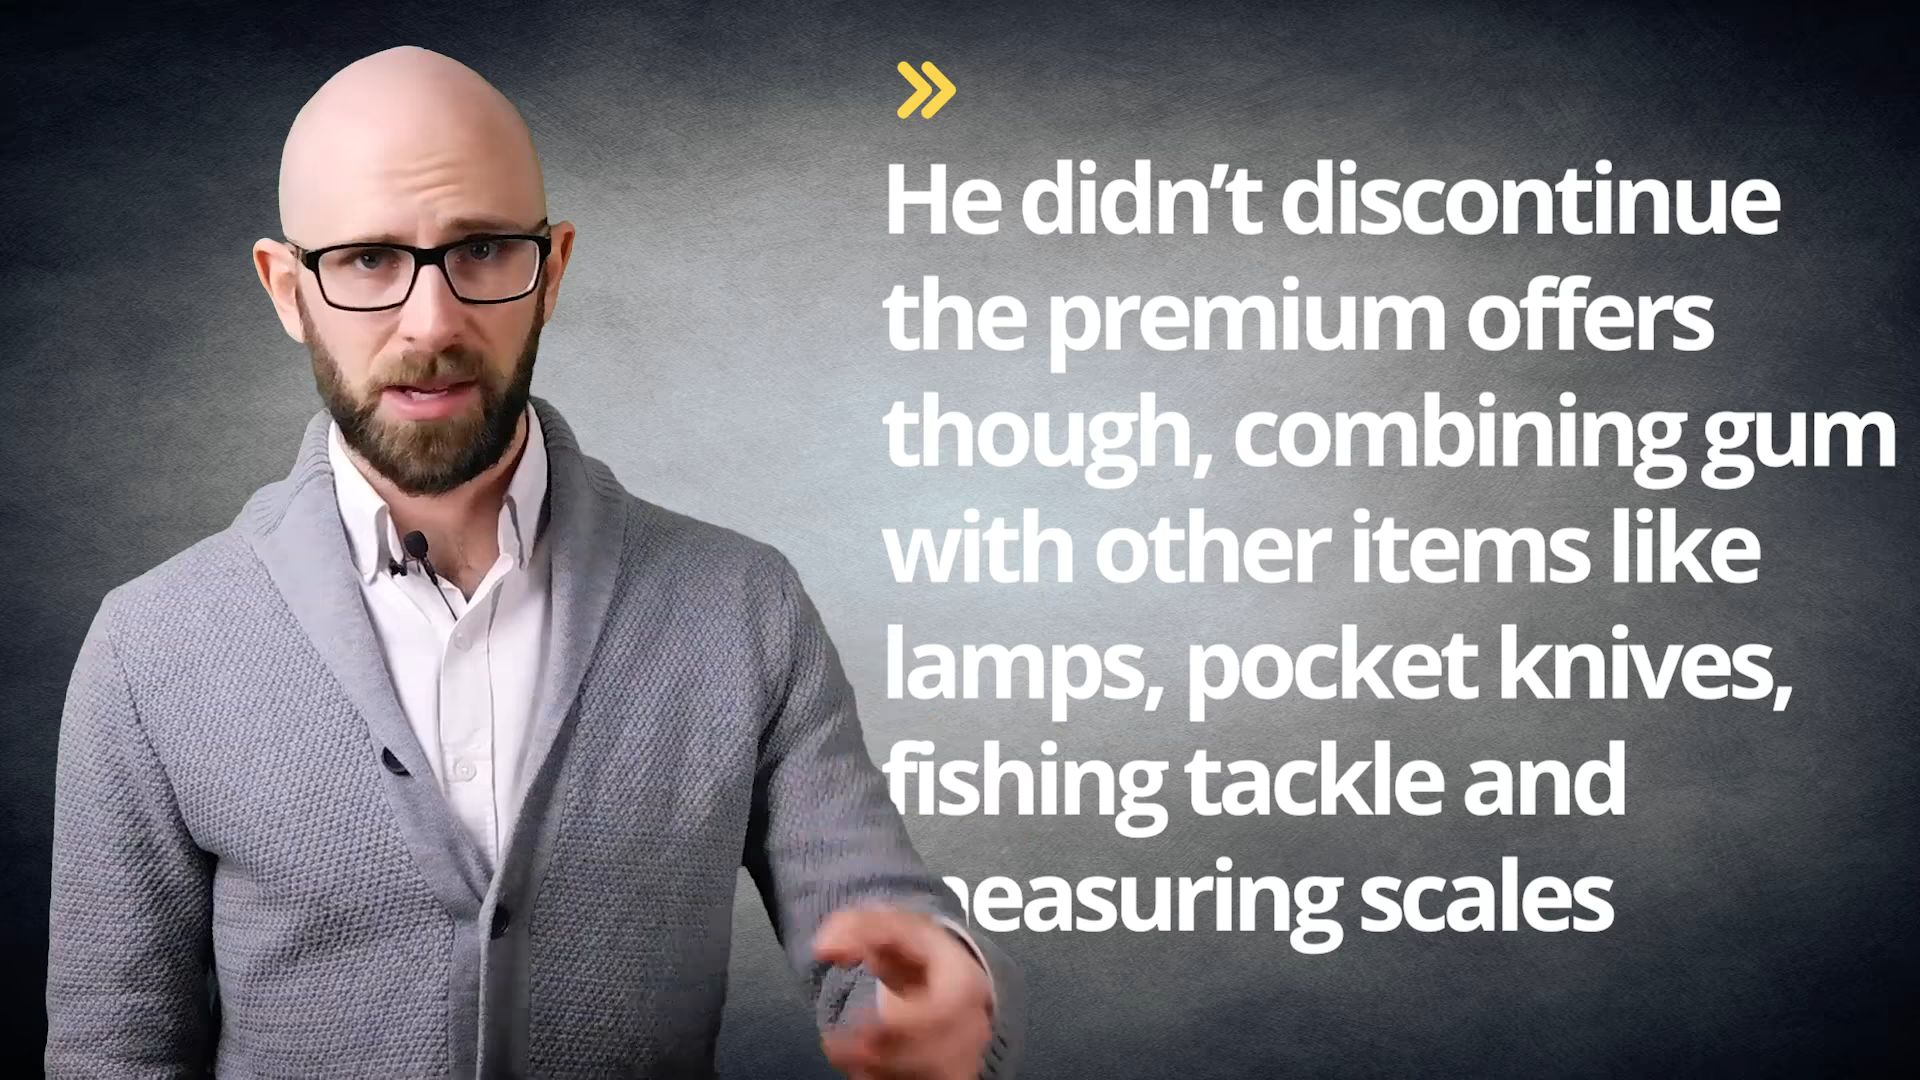 He didn’t discontinue
the premium offers
though, combining gum
with other items like
lamps, pocket knives,
fishing tackle and
measuring scales